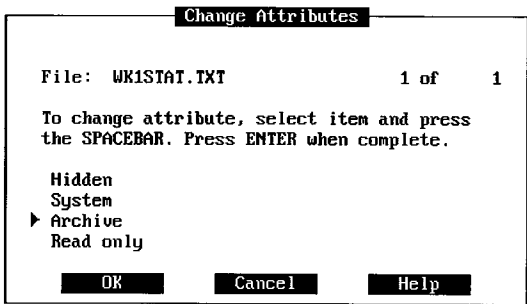 Change Attributes
File: WK1STAT.TXT 1 of 1
To change attribute, select item and press
the SPACEBAR. Press ENTER when complete.
Hidden
System
Archive
Read only
OK Cancel Help